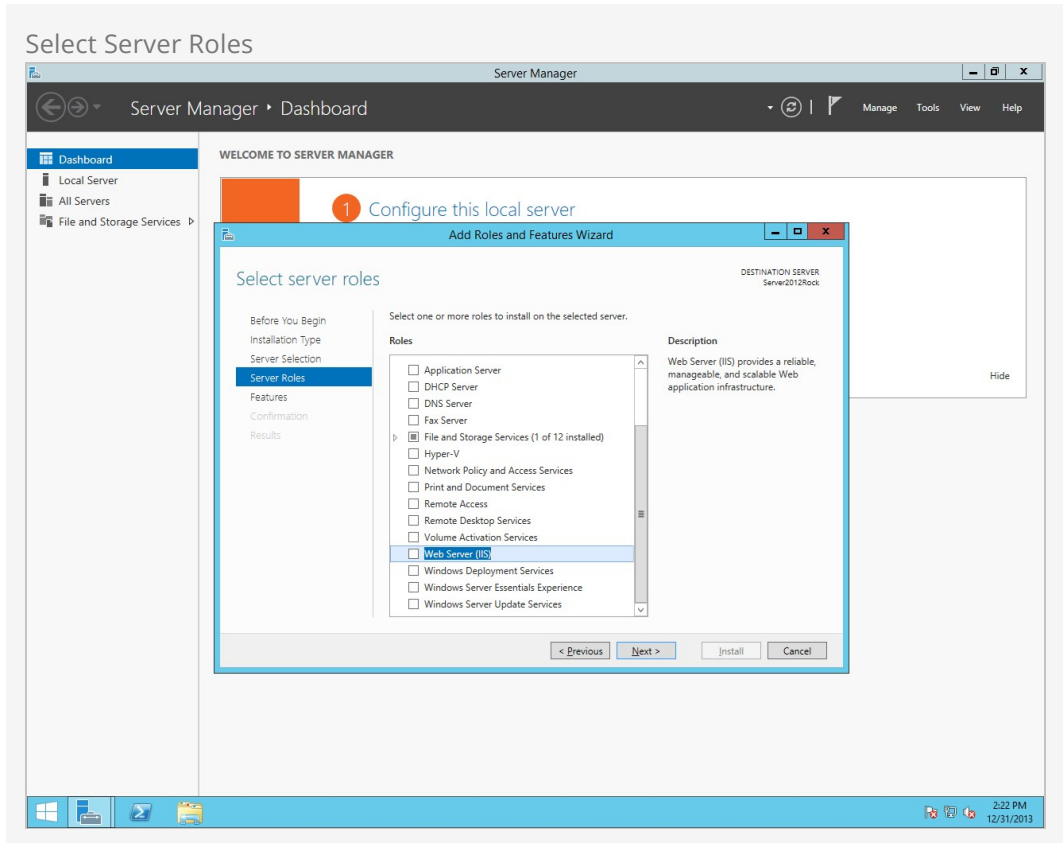 Select Server Roles
Server Manager
Server Manager • Dashboard
Manage Tools View Help
Dashboard
Local Server
All Servers
File and Storage Services
WELCOME TO SERVER MANAGER
1 Configure this local server
Hide
Add Roles and Features Wizard
Select server roles
DESTINATION SERVER
Server2012Rock
Before You Begin
Installation Type
Server Selection
Server Roles
Features
Confirmation
Results
Select one or more roles to install on the selected server.
Roles
Application Server
DHCP Server
DNS Server
Fax Server
File and Storage Services (1 of 12 installed)
Hyper-V
Network Policy and Access Services
Print and Document Services
Remote Access
Remote Desktop Services
Volume Activation Services
Web Server (IIS)
Windows Deployment Services
Windows Server Essentials Experience
Windows Server Update Services
Description
Web Server (IIS) provides a reliable,
manageable, and scalable Web
application infrastructure.
< Previous Next > Install Cancel
2:22 PM
12/31/2013